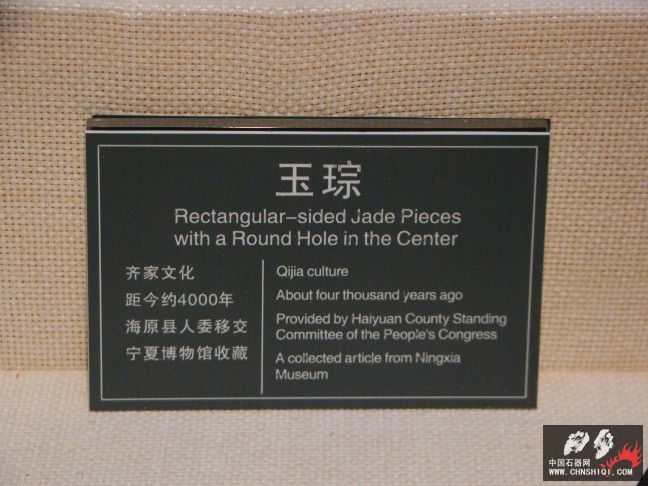 玉琮
Rectangular-sided Jade Pieces
with a Round Hole in the Center
齐家文化
距今约4000年
海原县人委移交
宁夏博物馆收藏
Qijia culture
About four thousand years ago
Provided by Haiyuan County Standing
Committee of the People's Congress
A collected article from Ningxia
Museum
中国石器网
WWW.CHNSHIQI.COM